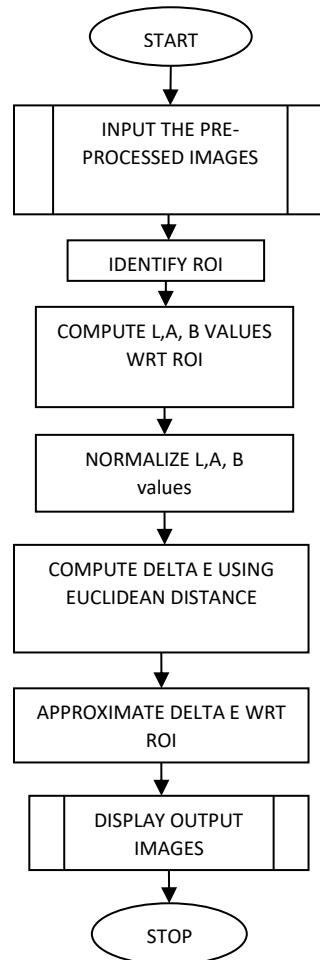 START
INPUT THE PRE-
PROCESSED IMAGES
IDENTIFY ROI
COMPUTE L,A, B VALUES
WRT ROI
NORMALIZE L,A, B
values
COMPUTE DELTA E USING
EUCLIDEAN DISTANCE
APPROXIMATE DELTA E WRT
ROI
DISPLAY OUTPUT
IMAGES
STOP